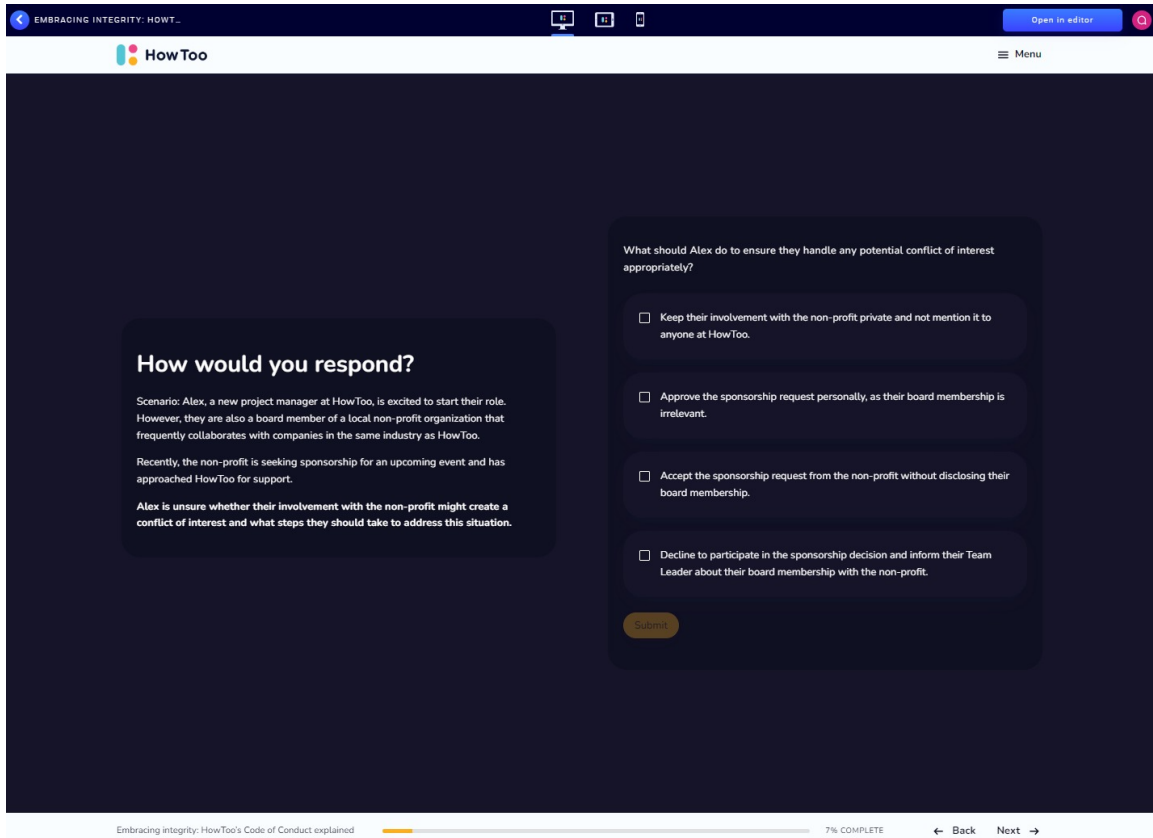 EMBRACING INTEGRITY: HOWT...
Open in editor
HowToo
Menu
How would you respond?
Scenario: Alex, a new project manager at HowToo, is excited to start their role.
However, they are also a board member of a local non-profit organization that
frequently collaborates with companies in the same industry as HowToo.
Recently, the non-profit is seeking sponsorship for an upcoming event and has
approached HowToo for support.
Alex is unsure whether their involvement with the non-profit might create a
conflict of interest and what steps they should take to address this situation.
What should Alex do to ensure they handle any potential conflict of interest
appropriately?
Keep their involvement with the non-profit private and not mention it to
anyone at HowToo.
Approve the sponsorship request personally, as their board membership is
irrelevant.
Accept the sponsorship request from the non-profit without disclosing their
board membership.
Decline to participate in the sponsorship decision and inform their Team
Leader about their board membership with the non-profit.
Submit
Embracing integrity: HowToo's Code of Conduct explained
7% COMPLETE
Back
Next